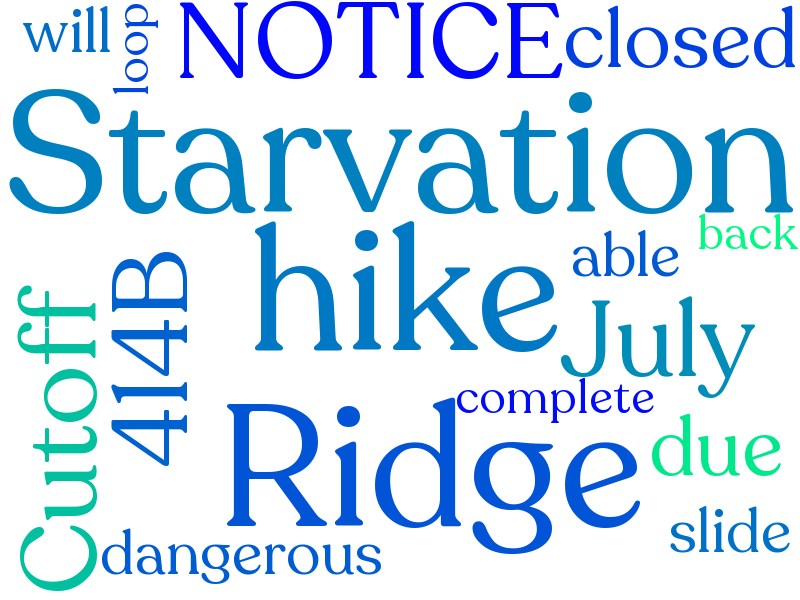 will
loop
NOTICE
closed
Starvation
back
hike
able
414B
Cutoff
July
complete
Ridge
due
slide
dangerous